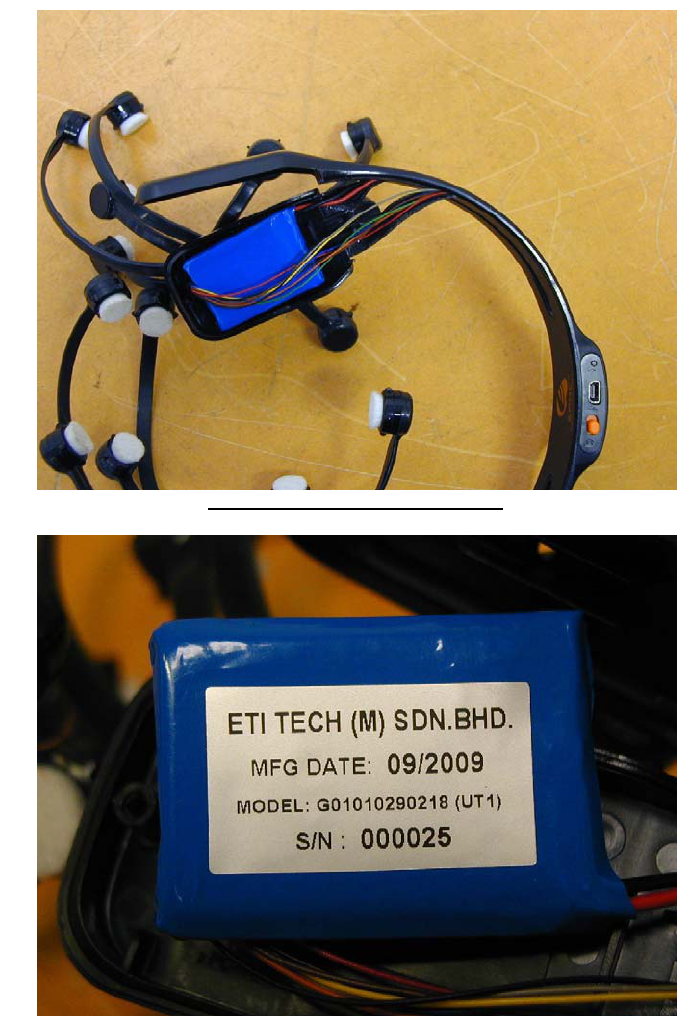 ETI TECH (M) SDN.BHD.
MFG DATE: 09/2009
MODEL: G01010290218 (UT1)
S/N : 000025